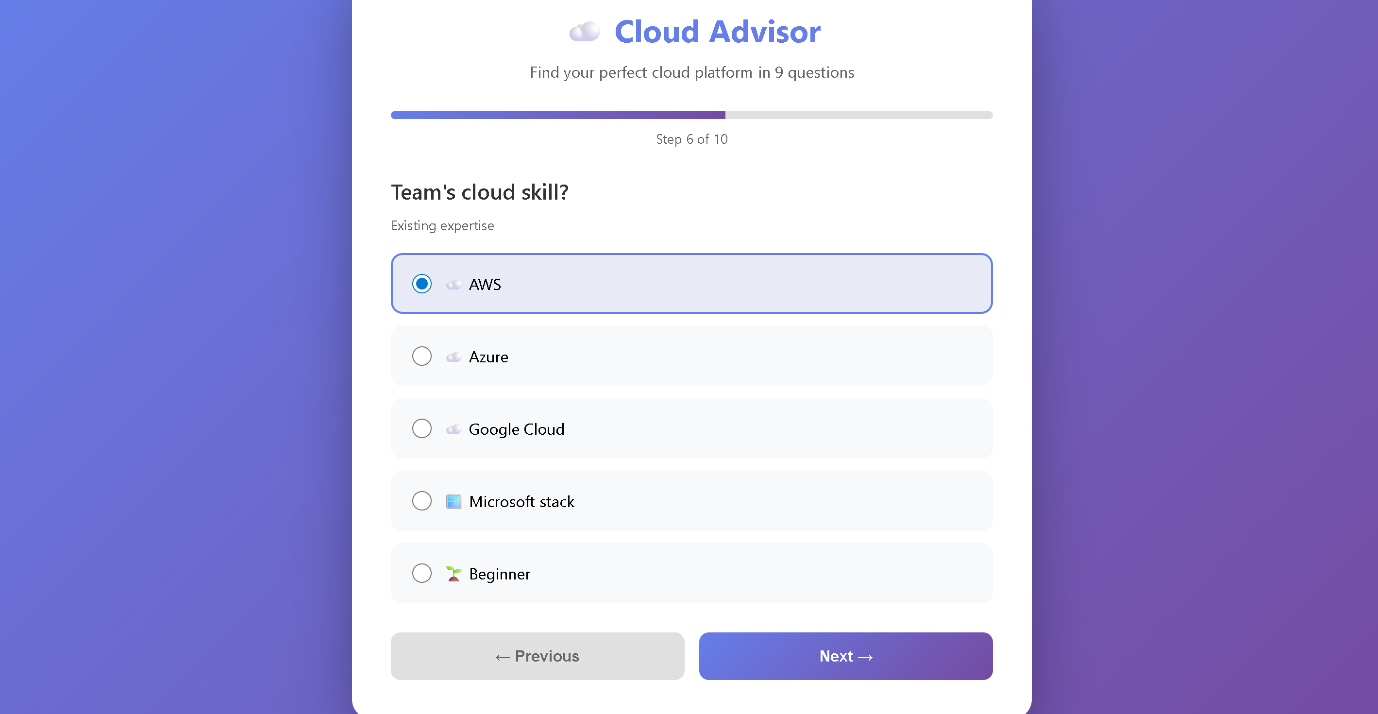 Cloud Advisor
Find your perfect cloud platform in 9 questions
Step 6 of 10
Team's cloud skill?
Existing expertise
AWS
Azure
Google Cloud
Microsoft stack
Beginner
← Previous
Next →